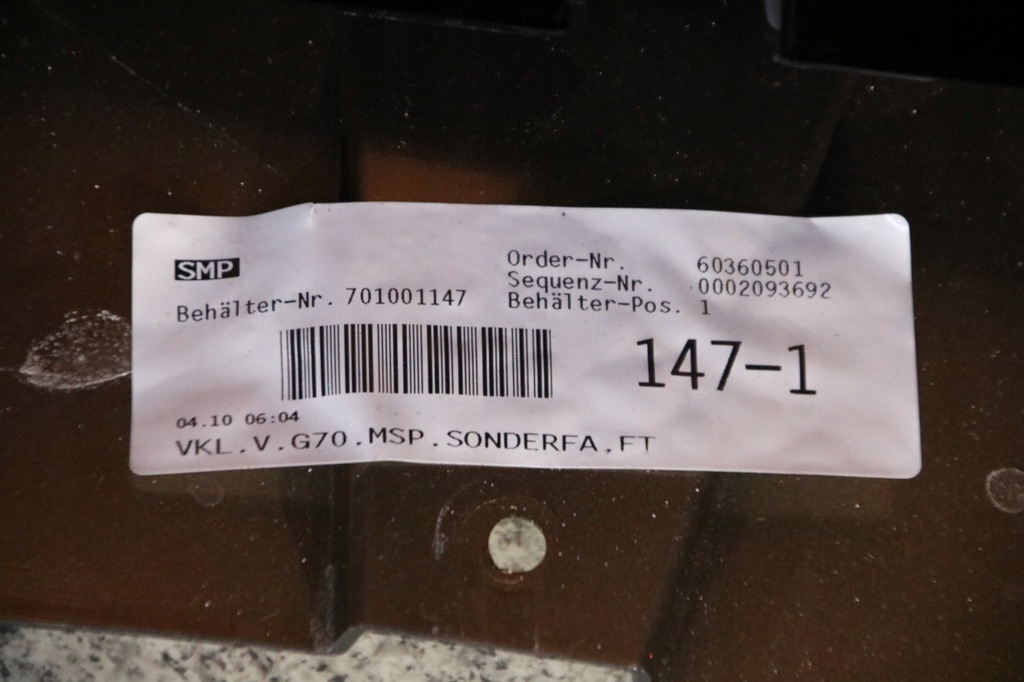 SMP
Behälter-Nr. 701001147
Order-Nr. 60360501
Sequenz-Nr. 0002093692
Behälter-Pos. 1
147-1
04.10 06:04
VKL.V.G70.MSP.SONDERFA.FT